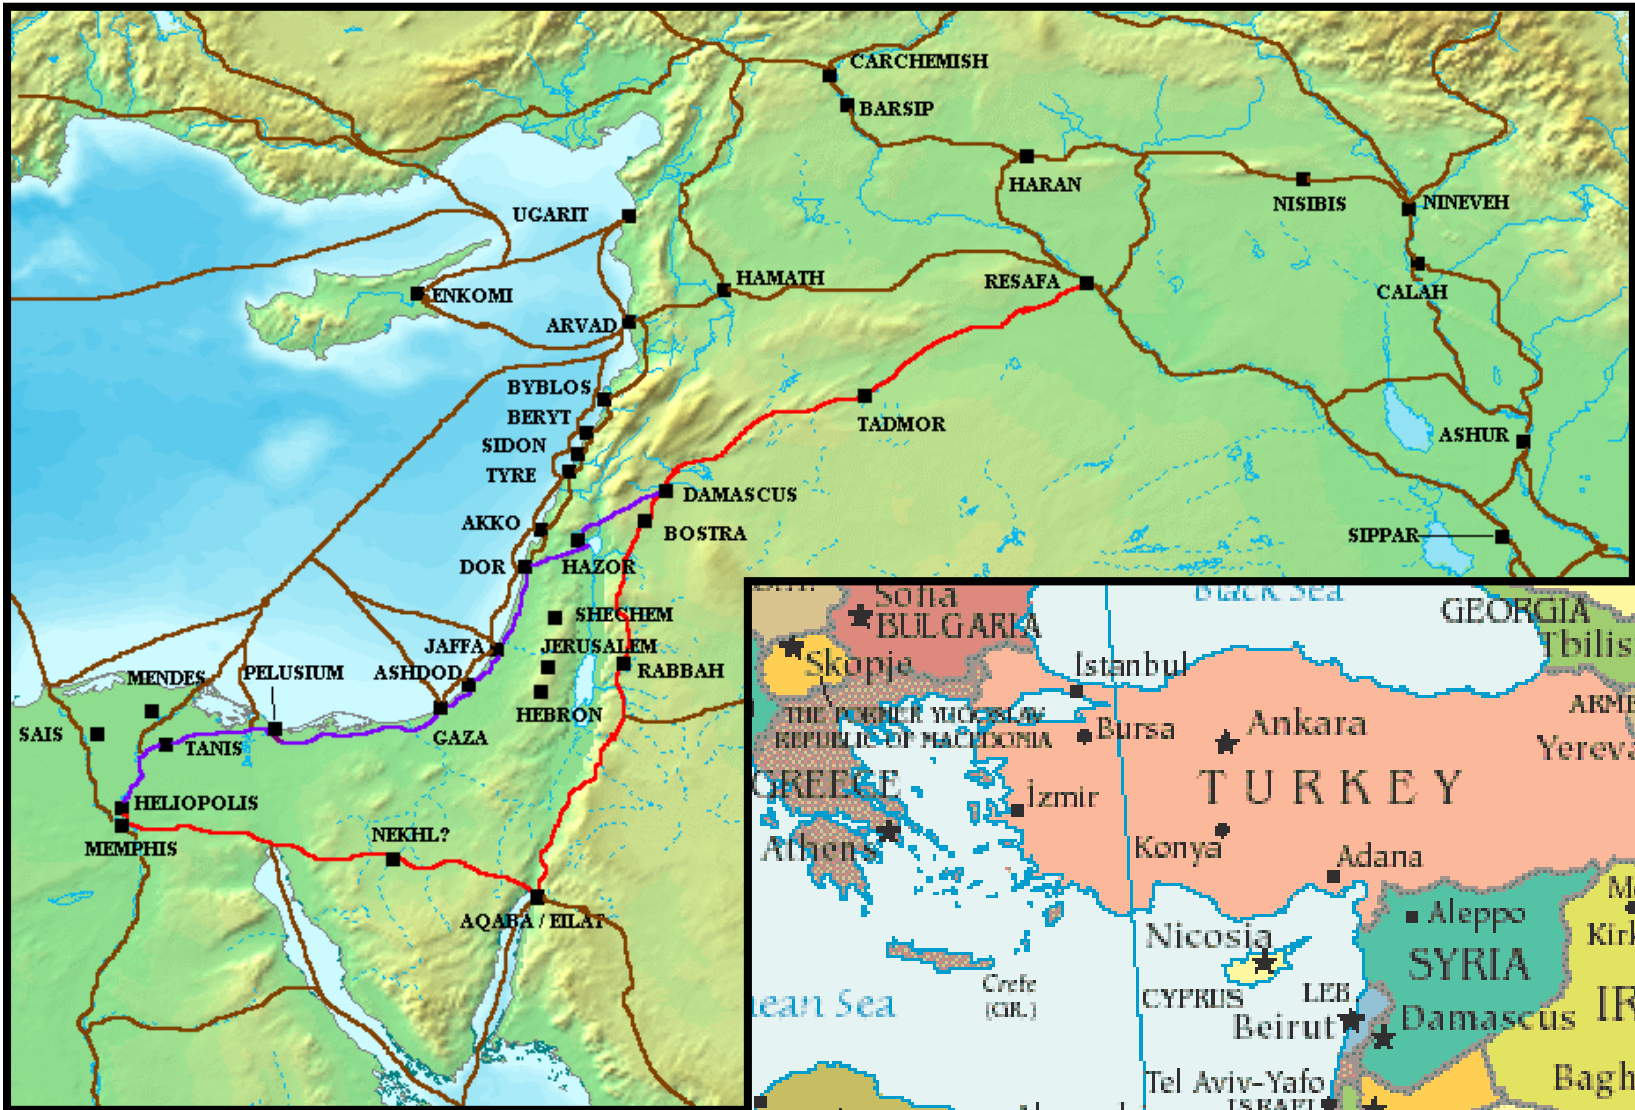 CARCHEMISH
BARSIP
HARAN
NISIBIS
NINEVEH
UGARIT
HAMATH
RESAFA
CALAH
ENKOMI
ARVAD
BYBLOS
BERYT
TADMOR
SIDON
ASHUR
TYRE
DAMASCUS
AKKO
BOSTRA
SIPPAR
DOR
HAZOR
SHECHEM
JAFFA
JERUSALEM
MENDES
PELUSIUM
ASHDOD
RABBAH
HEBRON
SAIS
TANIS
GAZA
HELIOPOLIS
NEKHL?
MEMPHIS
AQABA / EILAT
Sofia
BULGARIA
Black Sea
GEORGIA
Tbilis
Skopje
Istanbul
THE FORMER YUGOSLAV
REPUBLIC OF MACEDONIA
Bursa
Ankara
ARME
Yereva
GREECE
İzmir
TURKEY
Athens
Konya
Adana
M
Aleppo
Kirk
Nicosia
SYRIA
Crete
(GR.)
CYPRUS
LEB
ean Sea
Beirut
Damascus
IR
Tel Aviv-Yafo
Bagh
ISRAEL